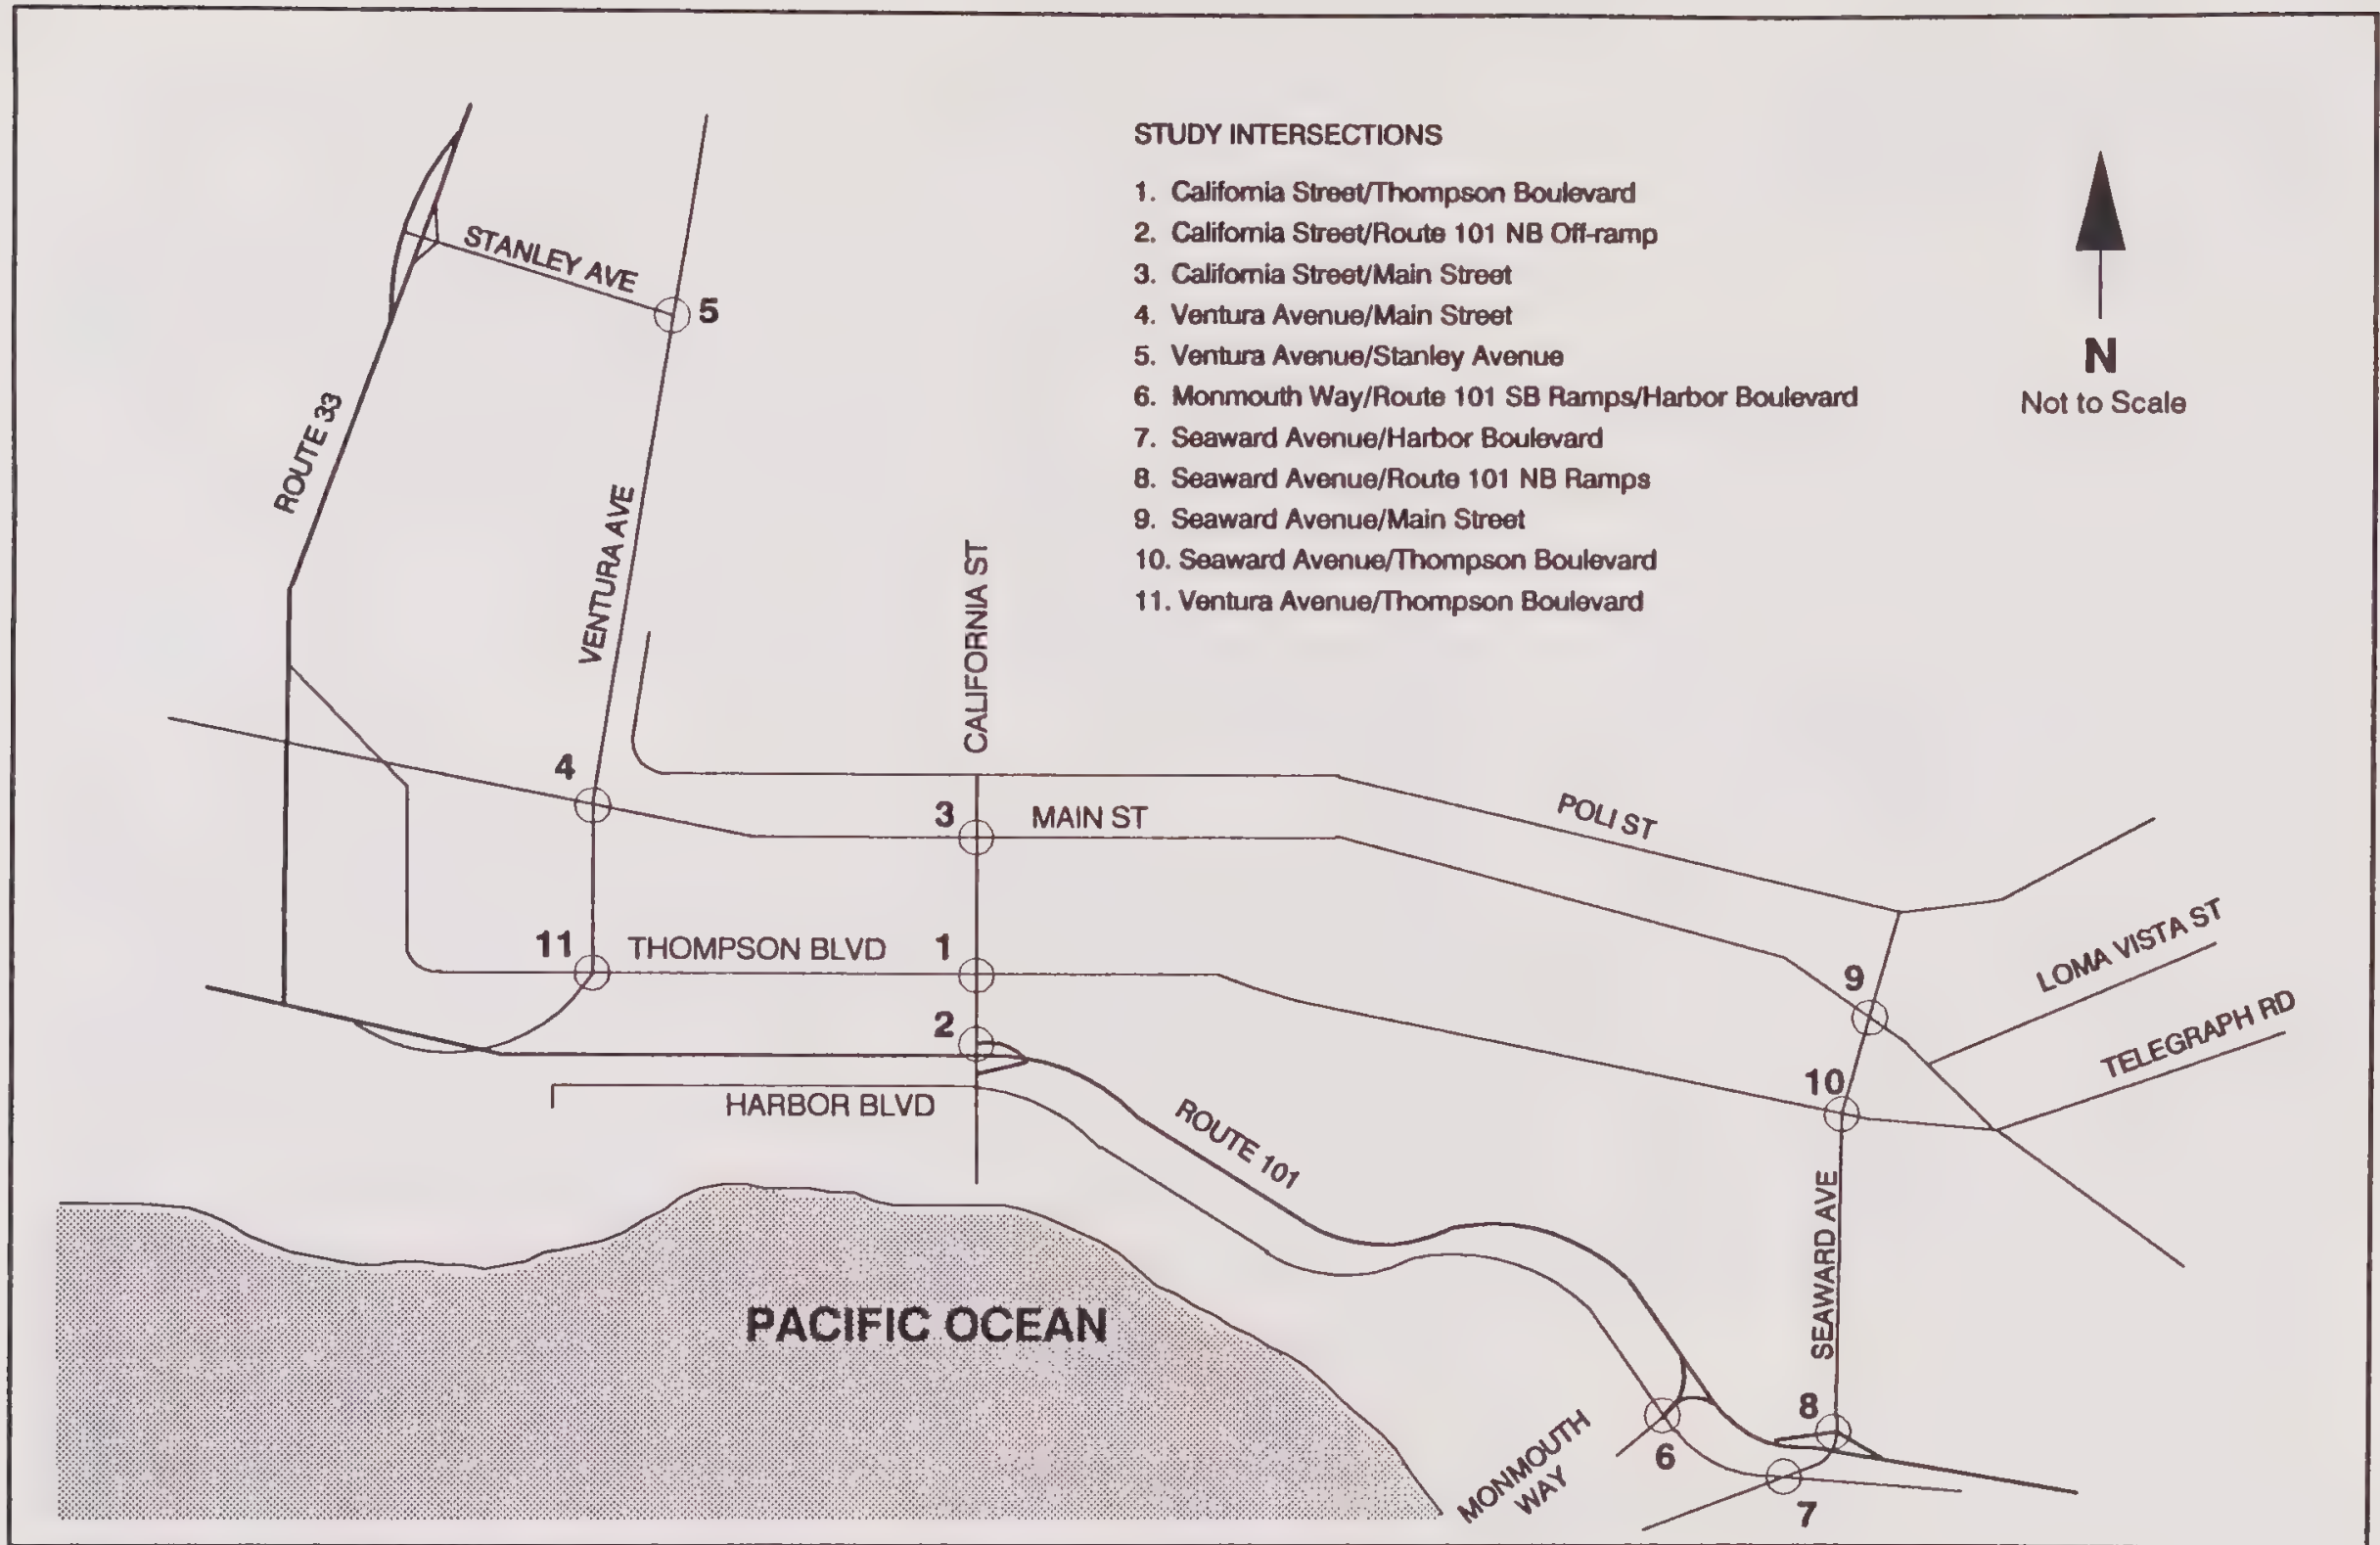 STUDY INTERSECTIONS
1. California Street/Thompson Boulevard
2. California Street/Route 101 NB Off-ramp
3. California Street/Main Street
4. Ventura Avenue/Main Street
5. Ventura Avenue/Stanley Avenue
6. Monmouth Way/Route 101 SB Ramps/Harbor Boulevard
7. Seaward Avenue/Harbor Boulevard
8. Seaward Avenue/Route 101 NB Ramps
9. Seaward Avenue/Main Street
10. Seaward Avenue/Thompson Boulevard
11. Ventura Avenue/Thompson Boulevard
N
Not to Scale
STANLEY AVE
5
ROUTE 33
VENTURA AVE
CALIFORNIA ST
4
3
MAIN ST
POLI ST
11
THOMPSON BLVD
1
9
LOMA VISTA ST
2
TELEGRAPH RD
10
HARBOR BLVD
ROUTE 101
SEAWARD AVE
PACIFIC OCEAN
8
6
MONMOUTH
WAY
7